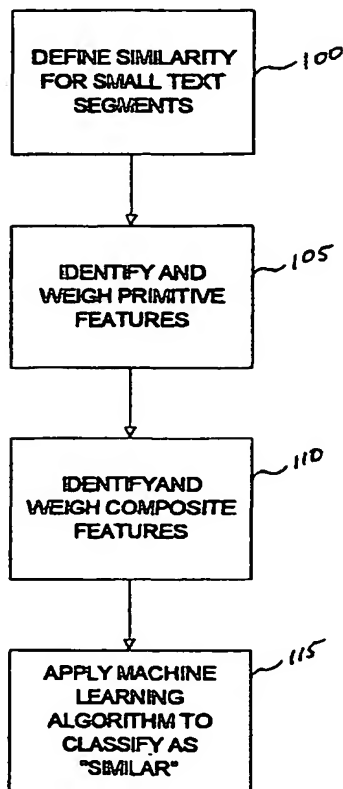 DEFINE SIMILARITY
FOR SMALL TEXT
SEGMENTS
100
IDENTIFY AND
WEIGH PRIMITIVE
FEATURES
105
IDENTIFYAND
WEIGH COMPOSITE
FEATURES
110
APPLY MACHINE
LEARNING
ALGORITHM TO
CLASSIFY AS
"SIMILAR"
115